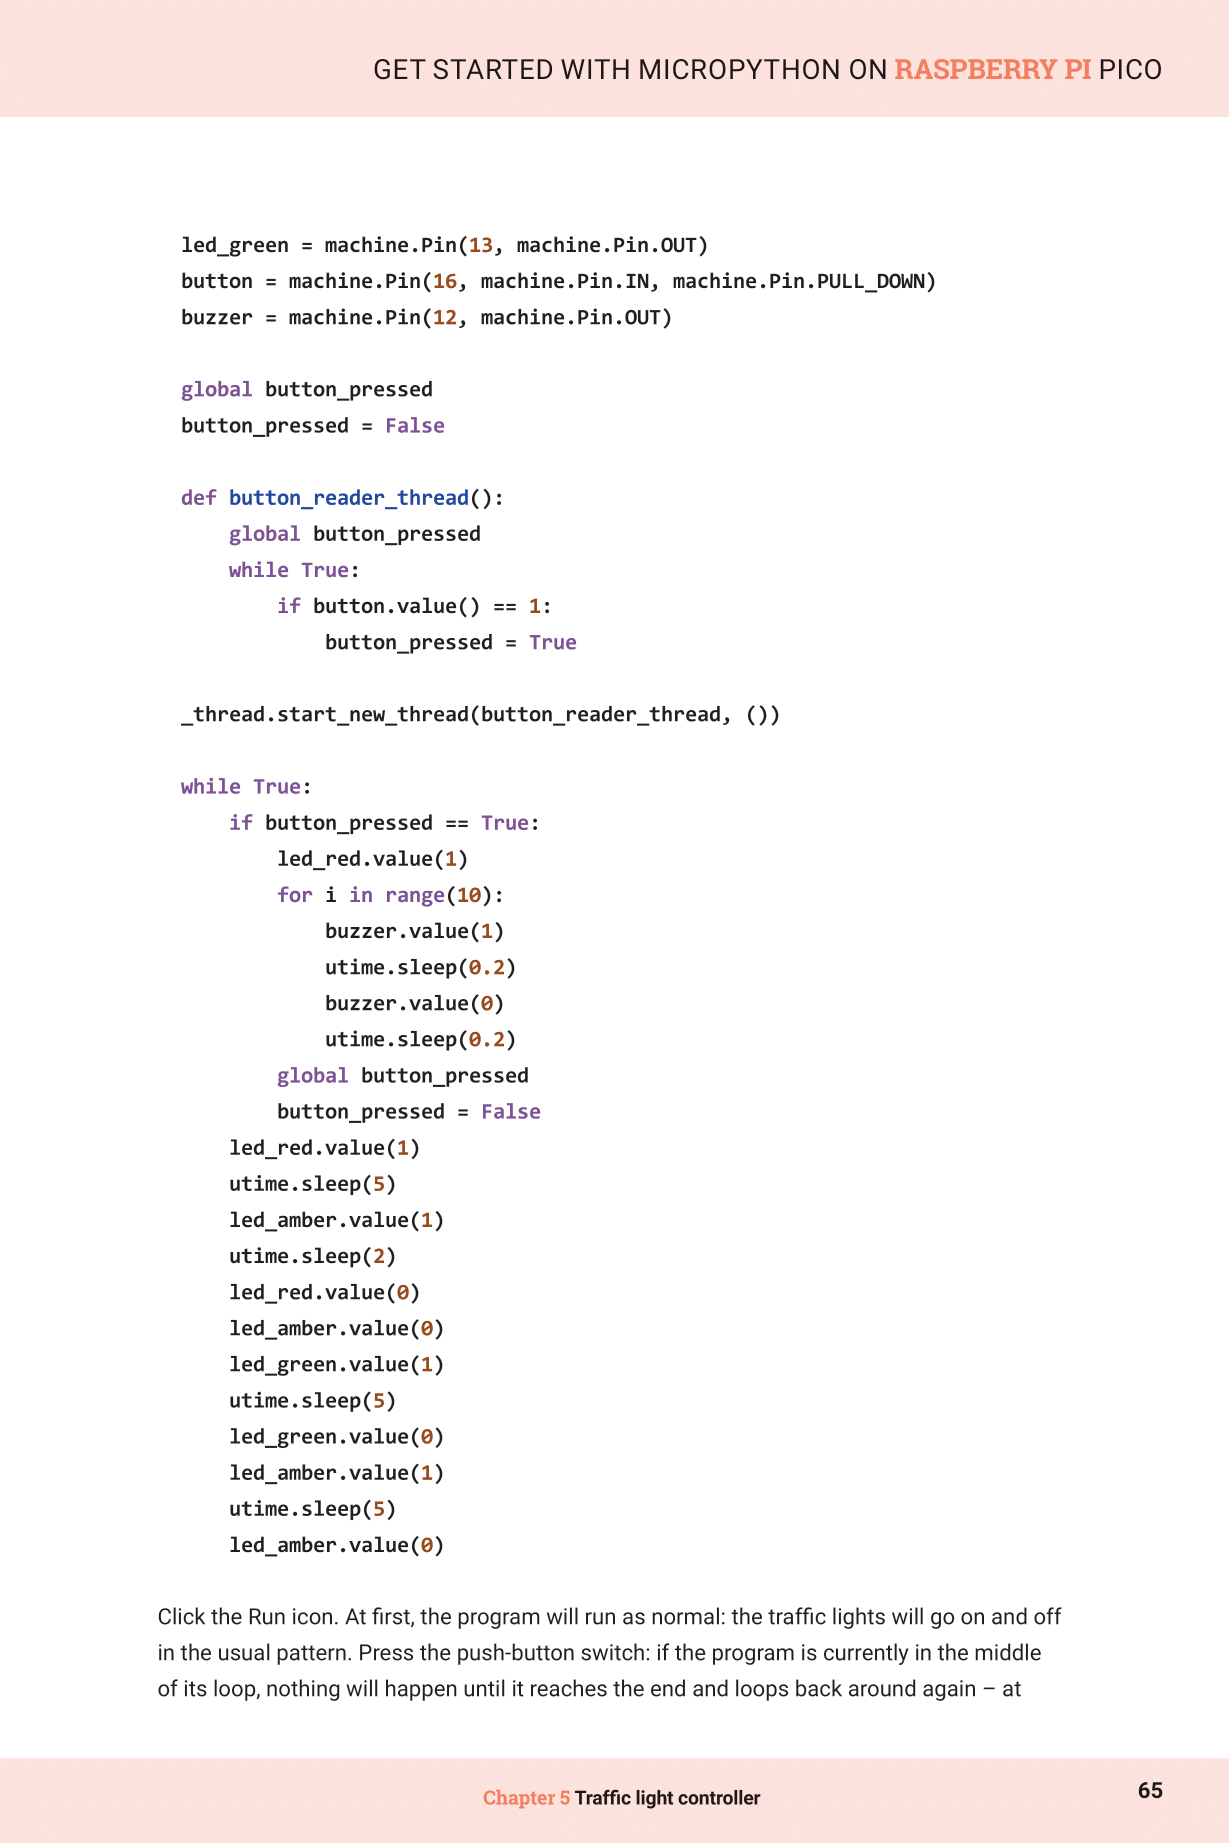 GET STARTED WITH MICROPYTHON ON RASPBERRY PI PICO
led_green = machine.Pin(13, machine.Pin.OUT)
button = machine.Pin(16, machine.Pin.IN, machine.Pin.PULL_DOWN)
buzzer = machine.Pin(12, machine.Pin.OUT)

global button_pressed
button_pressed = False

def button_reader_thread():
    global button_pressed
    while True:
        if button.value() == 1:
            button_pressed = True

_thread.start_new_thread(button_reader_thread, ())

while True:
    if button_pressed == True:
        led_red.value(1)
        for i in range(10):
            buzzer.value(1)
            utime.sleep(0.2)
            buzzer.value(0)
            utime.sleep(0.2)
        global button_pressed
        button_pressed = False
    led_red.value(1)
    utime.sleep(5)
    led_amber.value(1)
    utime.sleep(2)
    led_red.value(0)
    led_amber.value(0)
    led_green.value(1)
    utime.sleep(5)
    led_green.value(0)
    led_amber.value(1)
    utime.sleep(5)
    led_amber.value(0)

Click the Run icon. At first, the program will run as normal: the traffic lights will go on and off
in the usual pattern. Press the push-button switch: if the program is currently in the middle
of its loop, nothing will happen until it reaches the end and loops back around again – at
Chapter 5 Traffic light controller
65